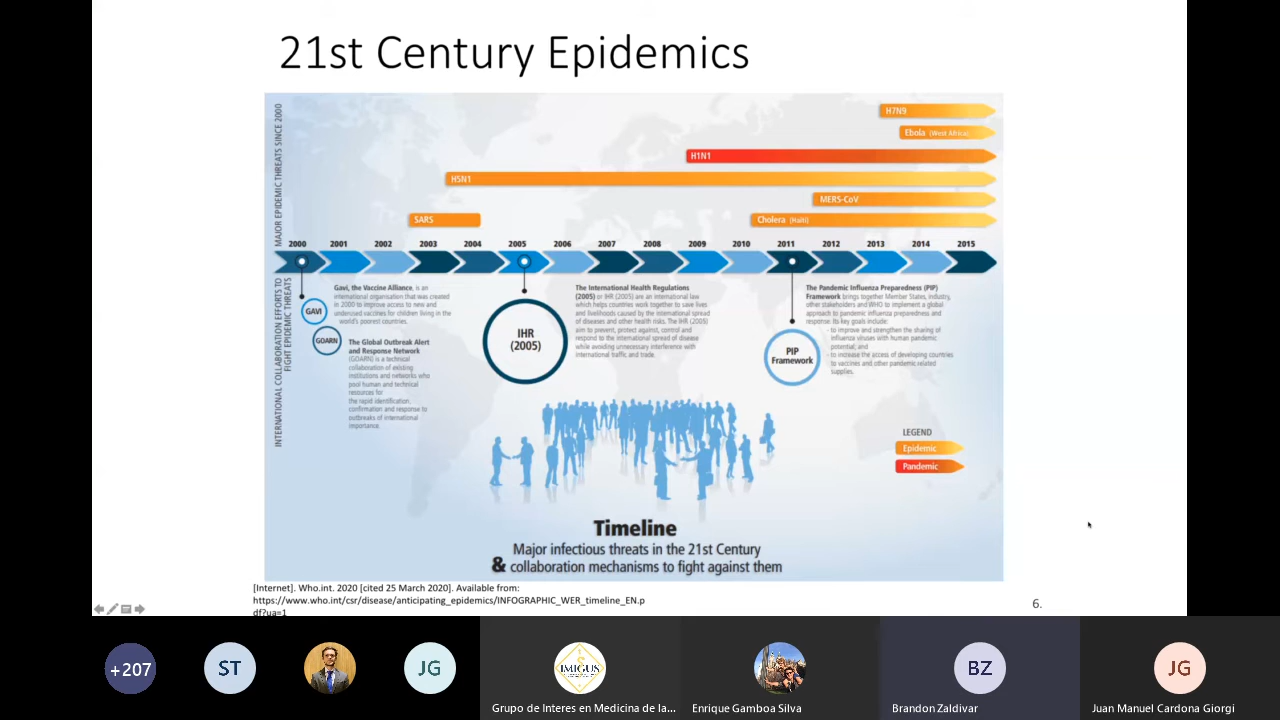 21st Century Epidemics
MAJOR EPIDEMIC THREATS SINCE 2000
H7N9
Ebola (West Africa)
H1N1
H5N1
MERS-CoV
SARS
Cholera (Haiti)
2000 2001 2002 2003 2004 2005 2006 2007 2008 2009 2010 2011 2012 2013 2014 2015
INTERNATIONAL COLLABORATION EFFORTS TO
FIGHT EPIDEMIC THREATS
GAVI
Gavi, the Vaccine Alliance, is an
international organisation that was created
in 2000 to improve access to new and
underused vaccines for children living in the
world's poorest countries.
GOARN
The Global Outbreak Alert
and Response Network
(GOARN) is a technical
collaboration of existing
institutions and networks who
pool human and technical
resources for
the rapid identification,
confirmation and response to
outbreaks of international
importance.
IHR
(2005)
The International Health Regulations
(2005) or IHR (2005) are an international law
which helps countries work together to save lives
and livelihoods caused by the international spread
of diseases and other health risks. The IHR (2005)
aim to prevent, protect against, control and
respond to the international spread of disease
while avoiding unnecessary interference with
international traffic and trade.
PIP
Framework
The Pandemic Influenza Preparedness (PIP)
Framework brings together Member States, industry,
other stakeholders and WHO to implement a global
approach to pandemic influenza preparedness and
response. Its key goals include:
- to improve and strengthen the sharing of
influenza viruses with human pandemic
potential; and
- to increase the access of developing countries
to vaccines and other pandemic related
supplies.
LEGEND
Epidemic
Pandemic
Timeline
Major infectious threats in the 21st Century
& collaboration mechanisms to fight against them
[Internet]. Who.int. 2020 [cited 25 March 2020]. Available from:
https://www.who.int/csr/disease/anticipating_epidemics/INFOGRAPHIC_WER_timeline_EN.p
df?ua=1
6.
+207
ST
JG
IMIGUS
BZ
JG
Grupo de Interes en Medicina de la...
Enrique Gamboa Silva
Brandon Zaldivar
Juan Manuel Cardona Giorgi